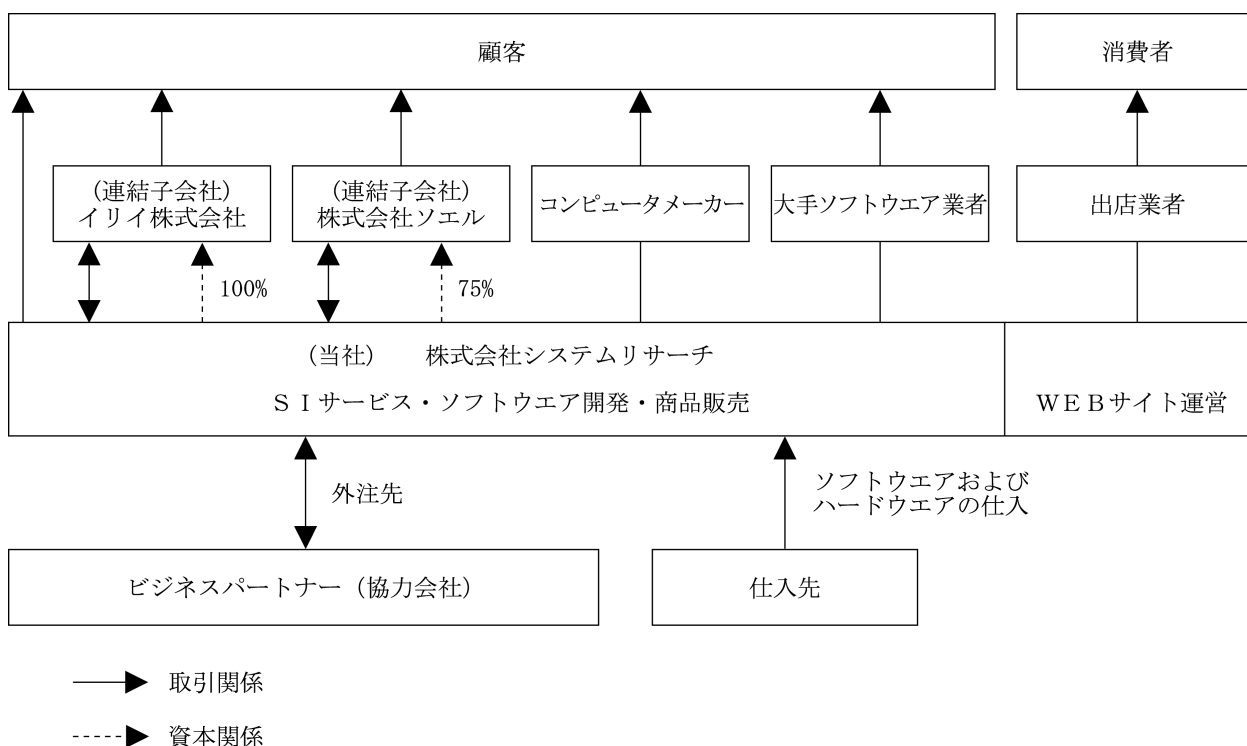 顧客
消費者
(連結子会社)
イリイ株式会社
(連結子会社)
株式会社ソエル
コンピュータメーカー
大手ソフトウエア業者
出店業者
100%
75%
(当社)　　株式会社システムリサーチ
ＳＩサービス・ソフトウエア開発・商品販売
ＷＥＢサイト運営
外注先
ソフトウエアおよび
ハードウエアの仕入
ビジネスパートナー（協力会社）
仕入先
取引関係
資本関係